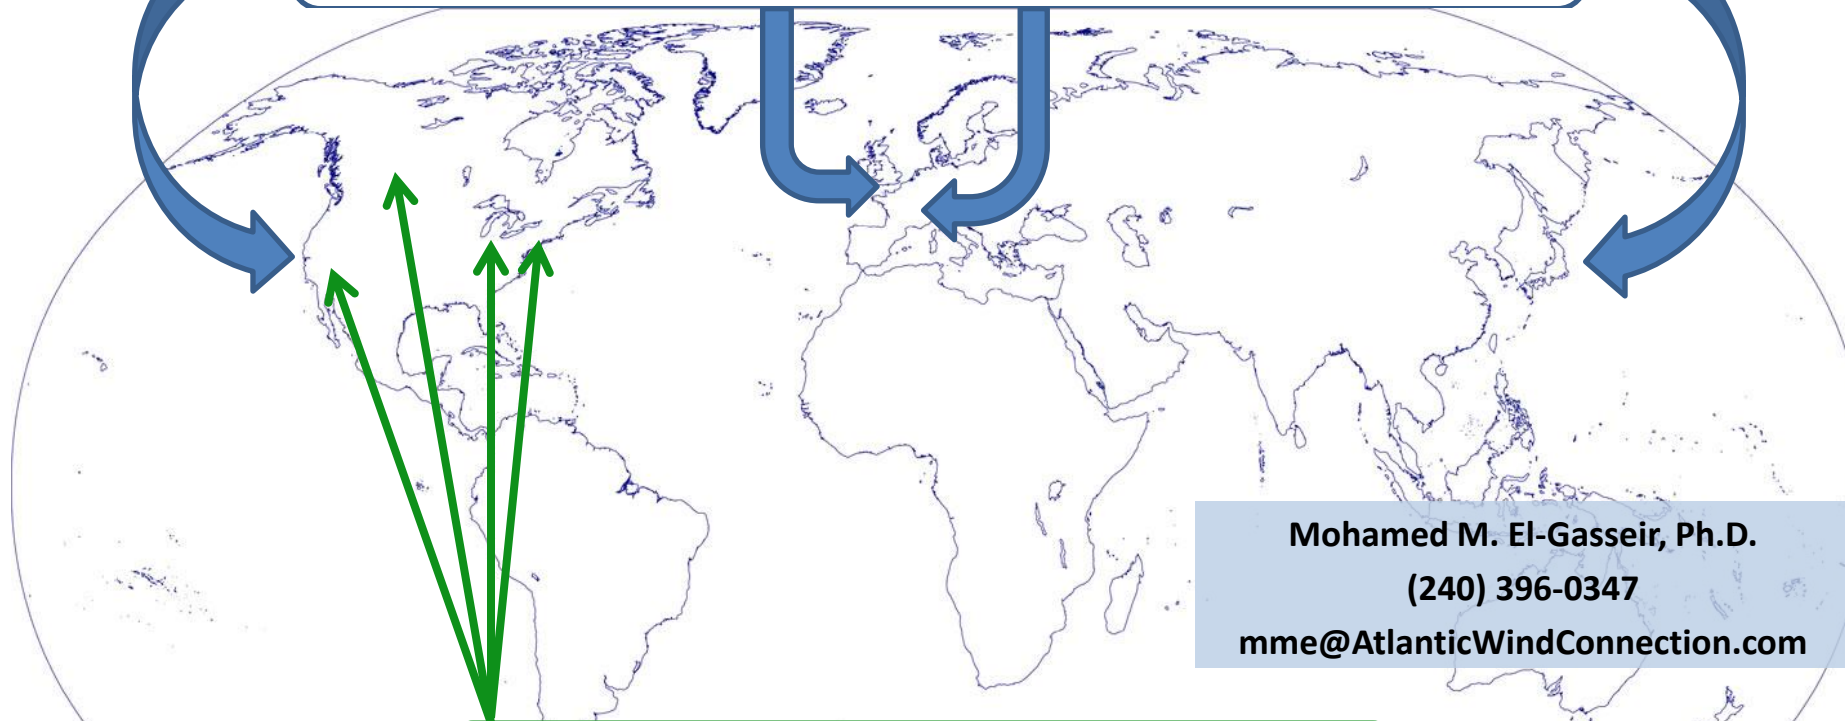 Mohamed M. El-Gasseir, Ph.D.
(240) 396-0347
mme@AtlanticWindConnection.com